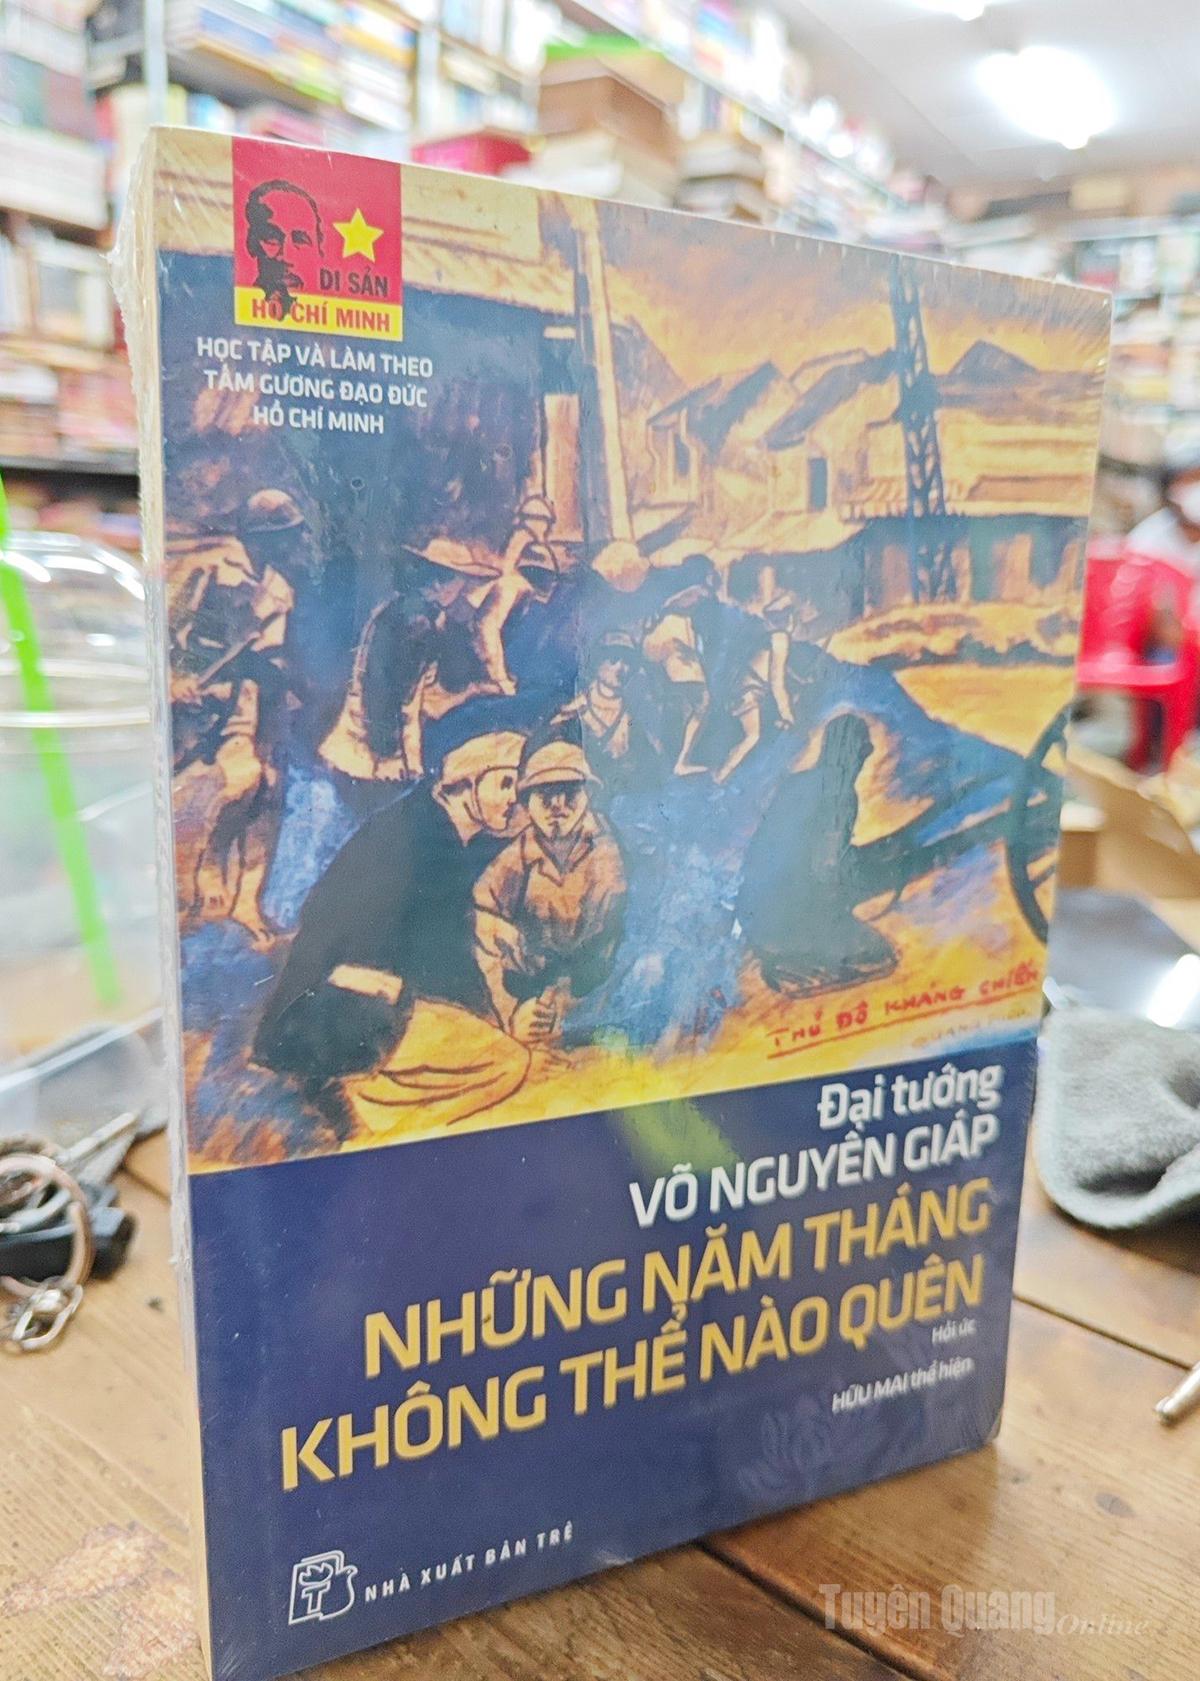 DI SẢN
HỒ CHÍ MINH
HỌC TẬP VÀ LÀM THEO
TẤM GƯƠNG ĐẠO ĐỨC
HỒ CHÍ MINH
THỦ ĐÔ KHÁNG CHIẾN
Đại tướng
VÕ NGUYÊN GIÁP
NHỮNG NĂM THÁNG
KHÔNG THỂ NÀO QUÊN
Hồi ức
HỮU MAI thể hiện
NHÀ XUẤT BẢN TRẺ
Tuyên Quang Online